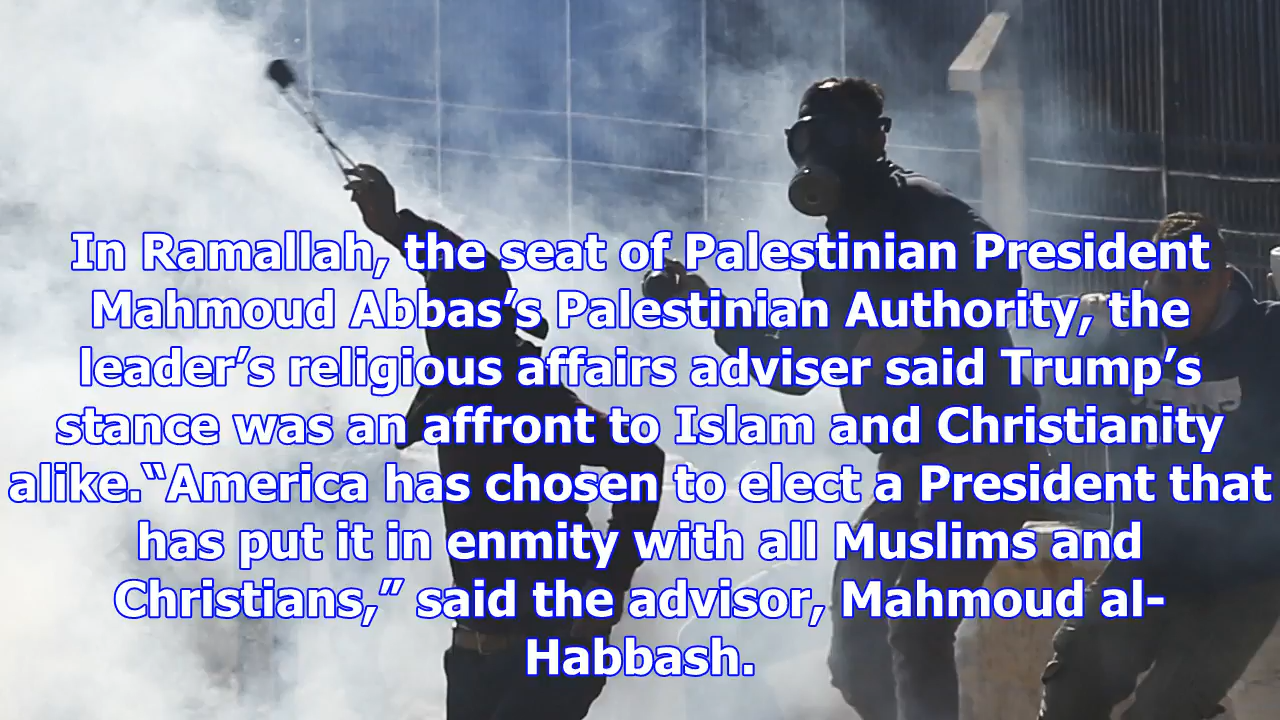 In Ramallah, the seat of Palestinian President
Mahmoud Abbas’s Palestinian Authority, the
leader’s religious affairs adviser said Trump’s
stance was an affront to Islam and Christianity
alike.“America has chosen to elect a President that
has put it in enmity with all Muslims and
Christians,” said the advisor, Mahmoud al-
Habbash.